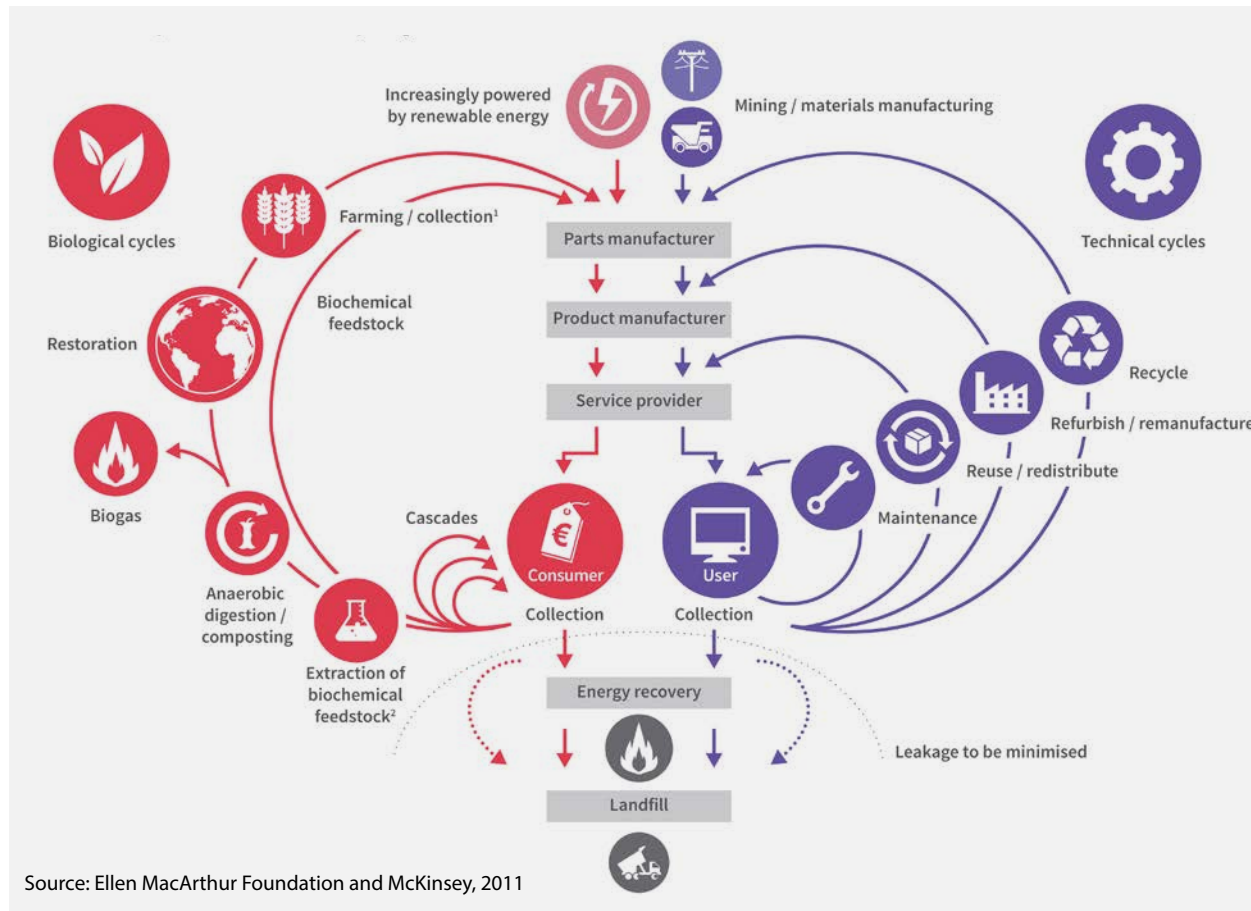 Increasingly powered
by renewable energy
Mining / materials manufacturing
Biological cycles
Farming / collection¹
Parts manufacturer
Technical cycles
Biochemical
feedstock
Product manufacturer
Restoration
Recycle
Service provider
Refurbish / remanufacture
Reuse / redistribute
Biogas
Cascades
Maintenance
€
Consumer
User
Anaerobic
digestion /
composting
Collection
Collection
Extraction of
biochemical
feedstock²
Energy recovery
Leakage to be minimised
Landfill
Source: Ellen MacArthur Foundation and McKinsey, 2011